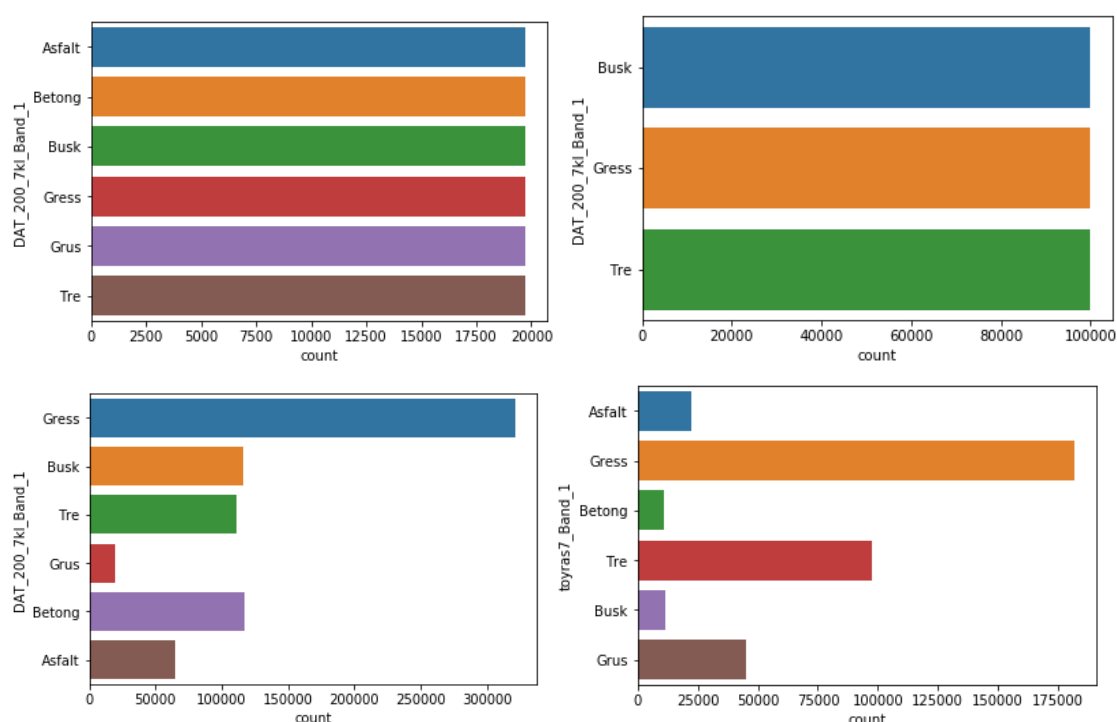 DAT_200_7kl_Band_1
Asfalt
Betong
Busk
Gress
Grus
Tre
0 2500 5000 7500 10000 12500 15000 17500 20000
count
DAT_200_7kl_Band_1
Busk
Gress
Tre
0 20000 40000 60000 80000 100000
count
DAT_200_7kl_Band_1
Gress
Busk
Tre
Grus
Betong
Asfalt
0 50000 100000 150000 200000 250000 300000
count
toyras7_Band_1
Asfalt
Gress
Betong
Tre
Busk
Grus
0 25000 50000 75000 100000 125000 150000 175000
count